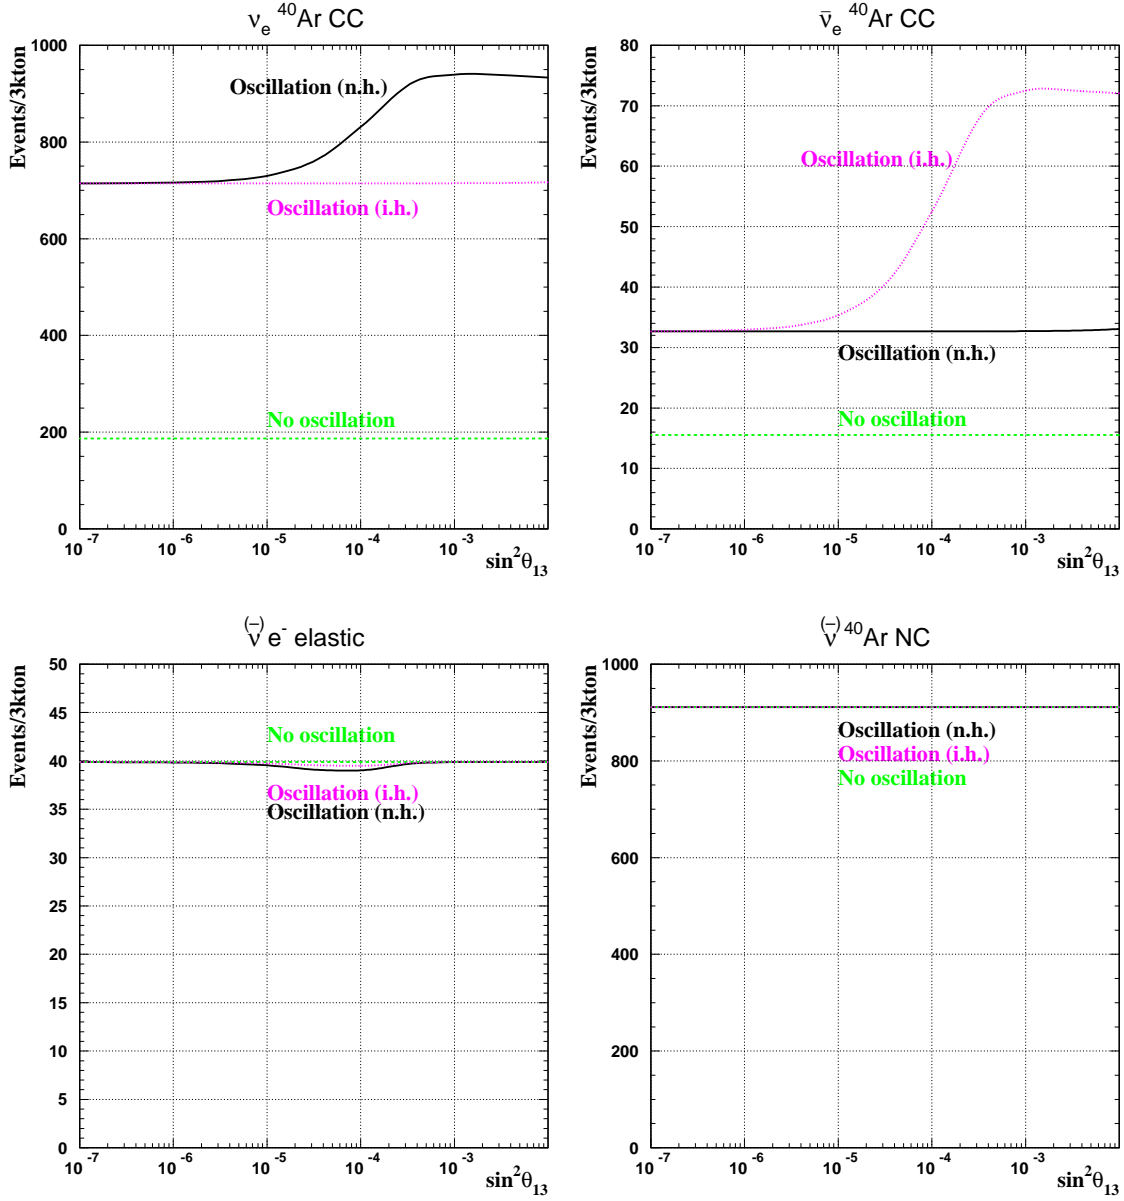 ν_e ⁴⁰Ar CC
Events/3kton
1000
800
600
400
200
0
Oscillation (n.h.)
Oscillation (i.h.)
No oscillation
10⁻⁷ 10⁻⁶ 10⁻⁵ 10⁻⁴ 10⁻³
sin²θ₁₃
ν̄_e ⁴⁰Ar CC
Events/3kton
80
70
60
50
40
30
20
10
0
Oscillation (i.h.)
Oscillation (n.h.)
No oscillation
10⁻⁷ 10⁻⁶ 10⁻⁵ 10⁻⁴ 10⁻³
sin²θ₁₃
(–)ν e⁻ elastic
Events/3kton
50
45
40
35
30
25
20
15
10
5
0
No oscillation
Oscillation (i.h.)
Oscillation (n.h.)
10⁻⁷ 10⁻⁶ 10⁻⁵ 10⁻⁴ 10⁻³
sin²θ₁₃
(–)ν ⁴⁰Ar NC
Events/3kton
1000
800
600
400
200
0
Oscillation (n.h.)
Oscillation (i.h.)
No oscillation
10⁻⁷ 10⁻⁶ 10⁻⁵ 10⁻⁴ 10⁻³
sin²θ₁₃